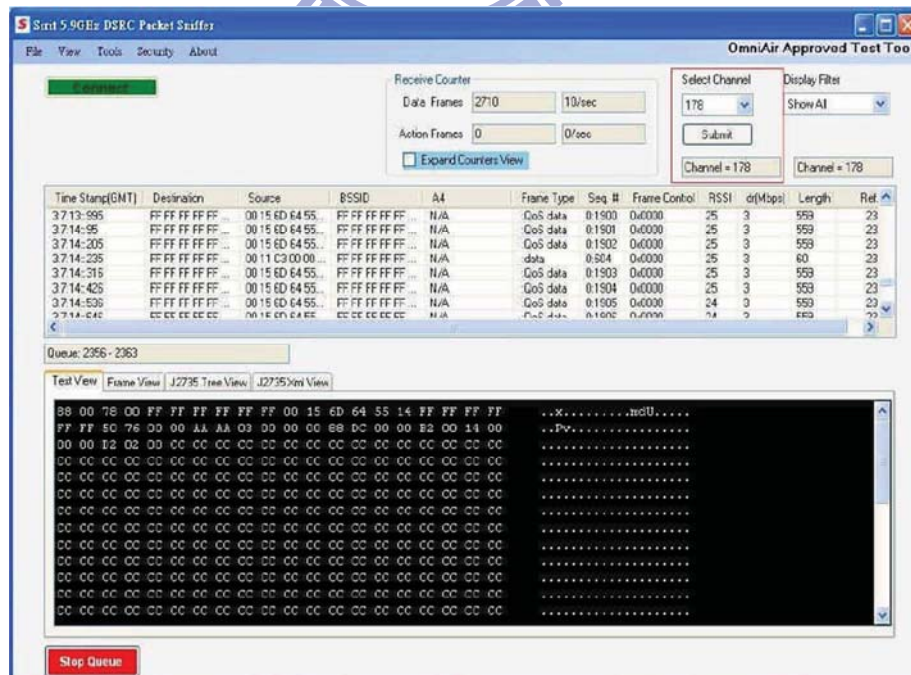 Sirit 5.9GHz DSRC Packet Sniffer
File View Tools Security About
OmniAir Approved Test Too
Connect
Receive Counter
Data Frames 2710 10/sec
Action Frames 0 0/sec
Expand Counters View
Select Channel
178
Submit
Channel = 178
Display Filter
Show All
Channel = 178
Time Stamp(GMT) Destination Source BSSID A4 Frame Type Seq # Frame Control RSSI dr(Mbps) Length Ret.
3:7:13::995 FF FF FF FF FF ... 00 15 6D 64 55... FF FF FF FF FF ... N/A QoS data 0:1900 0x0000 25 3 559 23
3:7:14::95 FF FF FF FF FF ... 00 15 6D 64 55... FF FF FF FF FF ... N/A QoS data 0:1901 0x0000 25 3 559 23
3:7:14::205 FF FF FF FF FF ... 00 15 6D 64 55... FF FF FF FF FF ... N/A QoS data 0:1902 0x0000 25 3 559 23
3:7:14::235 FF FF FF FF FF ... 00 11 C3 00 00 ... FF FF FF FF FF ... N/A data 0:604 0x0000 25 3 60 23
3:7:14::316 FF FF FF FF FF ... 00 15 6D 64 55... FF FF FF FF FF ... N/A QoS data 0:1903 0x0000 25 3 559 23
3:7:14::426 FF FF FF FF FF ... 00 15 6D 64 55... FF FF FF FF FF ... N/A QoS data 0:1904 0x0000 25 3 559 23
3:7:14::536 FF FF FF FF FF ... 00 15 6D 64 55... FF FF FF FF FF ... N/A QoS data 0:1905 0x0000 24 3 559 23
Queue: 2356 - 2363
Text View Frame View J2735 Tree View J2735 Xml View
88 00 78 00 FF FF FF FF FF FF 00 15 6D 64 55 14 FF FF FF FF ..x.........mdU.....
FF FF 50 76 00 00 AA AA 03 00 00 00 88 DC 00 00 B2 00 14 00 ..Pv................
00 00 D2 02 00 CC CC CC CC CC CC CC CC CC CC CC CC CC CC CC ....................
CC CC CC CC CC CC CC CC CC CC CC CC CC CC CC CC CC CC CC CC ....................
CC CC CC CC CC CC CC CC CC CC CC CC CC CC CC CC CC CC CC CC ....................
CC CC CC CC CC CC CC CC CC CC CC CC CC CC CC CC CC CC CC CC ....................
CC CC CC CC CC CC CC CC CC CC CC CC CC CC CC CC CC CC CC CC ....................
CC CC CC CC CC CC CC CC CC CC CC CC CC CC CC CC CC CC CC CC ....................
CC CC CC CC CC CC CC CC CC CC CC CC CC CC CC CC CC CC CC CC ....................
CC CC CC CC CC CC CC CC CC CC CC CC CC CC CC CC CC CC CC CC ....................
CC CC CC CC CC CC CC CC CC CC CC CC CC CC CC CC CC CC CC CC ....................
CC CC CC CC CC CC CC CC CC CC CC CC CC CC CC CC CC CC CC CC ....................
CC CC CC CC CC CC CC CC CC CC CC CC CC CC CC CC CC CC CC CC ....................
Stop Queue